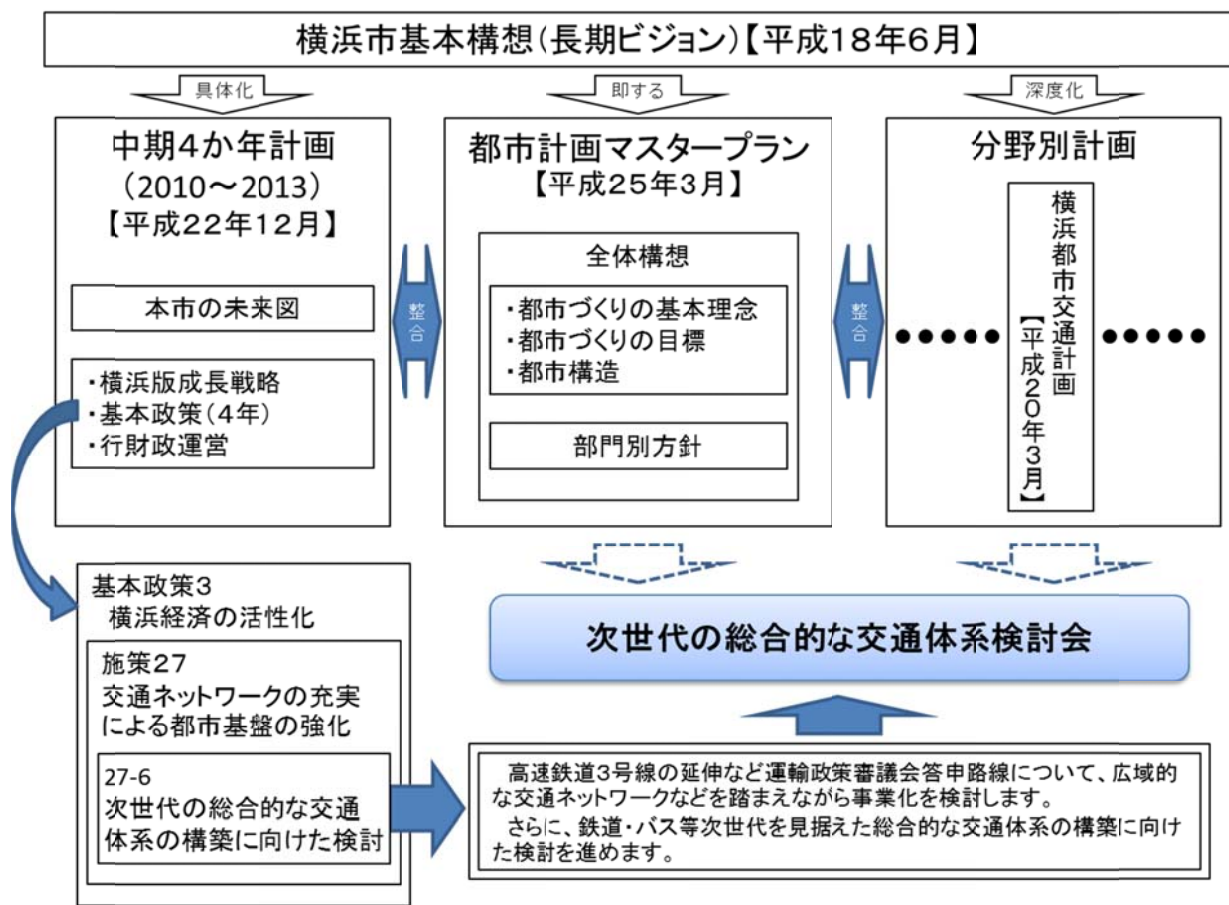 横浜市基本構想(長期ビジョン)【平成18年6月】
具体化
即する
深度化
中期4か年計画
(2010～2013)
【平成22年12月】
本市の未来図
・横浜版成長戦略
・基本政策(4年)
・行財政運営
整合
都市計画マスタープラン
【平成25年3月】
全体構想
・都市づくりの基本理念
・都市づくりの目標
・都市構造
部門別方針
整合
分野別計画
●●●●●
横浜都市交通計画
【平成20年3月】
●●●●●
基本政策3
横浜経済の活性化
施策27
交通ネットワークの充実
による都市基盤の強化
27-6
次世代の総合的な交通
体系の構築に向けた検討
次世代の総合的な交通体系検討会
高速鉄道3号線の延伸など運輸政策審議会答申路線について、広域的
な交通ネットワークなどを踏まえながら事業化を検討します。
さらに、鉄道・バス等次世代を見据えた総合的な交通体系の構築に向け
た検討を進めます。